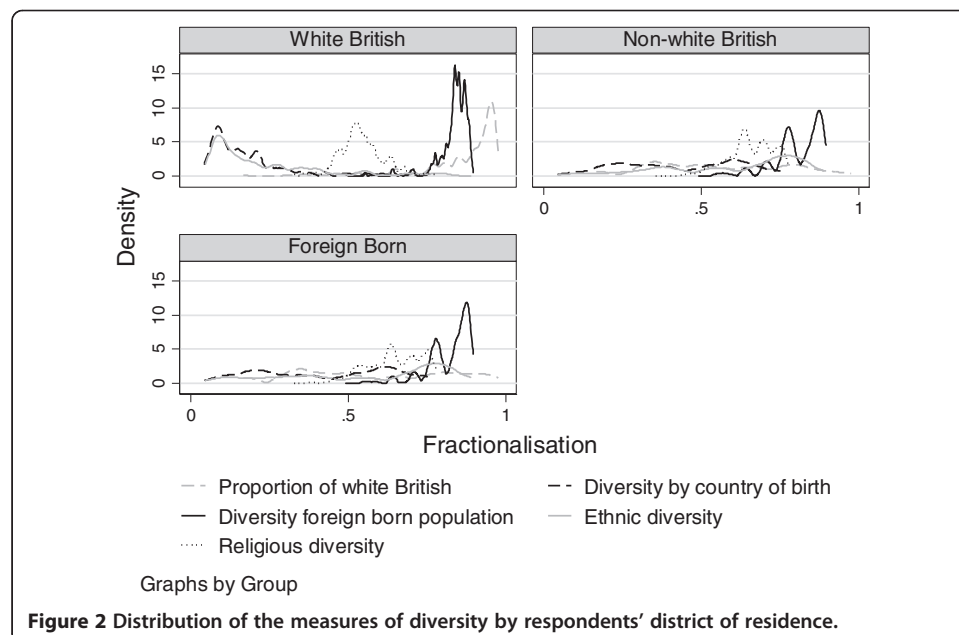 White British
Non-white British
15
10
5
0
0 .5 1
Foreign Born
15
10
5
0
0 .5 1
Density
Fractionalisation
Proportion of white British
Diversity by country of birth
Diversity foreign born population
Ethnic diversity
Religious diversity
Graphs by Group
Figure 2 Distribution of the measures of diversity by respondents' district of residence.